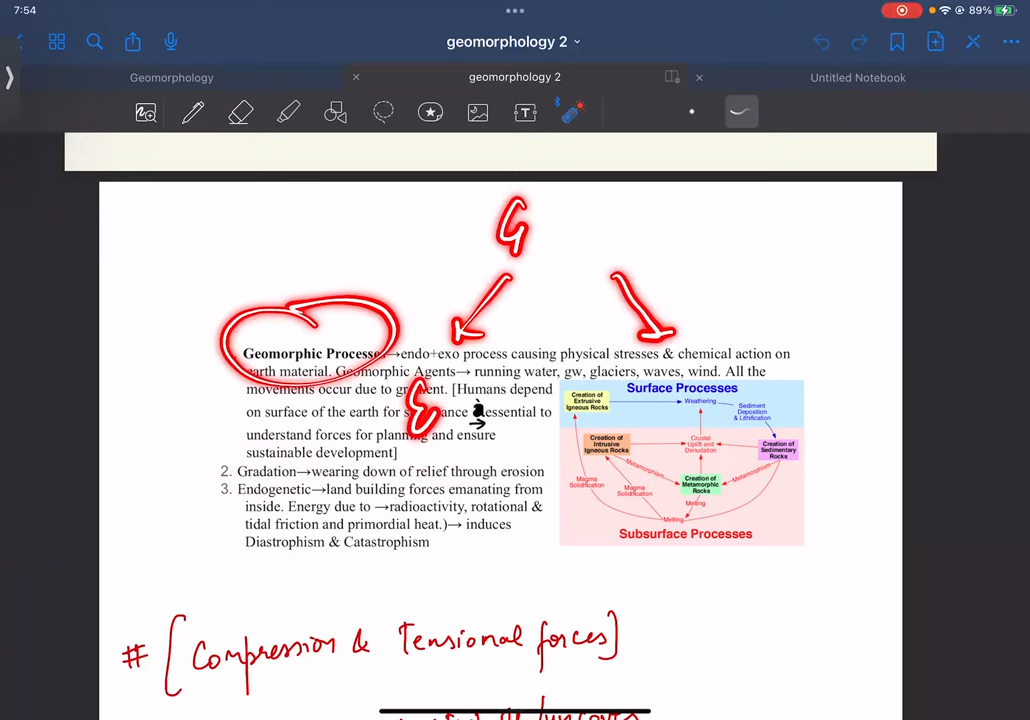 7:54
89%
geomorphology 2
Geomorphology
geomorphology 2
Untitled Notebook
G
Geomorphic Processes→endo+exo process causing physical stresses & chemical action on
earth material. Geomorphic Agents→ running water, gw, glaciers, waves, wind. All the
movements occur due to gradient. [Humans depend
on surface of the earth for essential to
understand forces for planning and ensure
sustainable development]
2. Gradation→wearing down of relief through erosion
3. Endogenetic→land building forces emanating from
inside. Energy due to →radioactivity, rotational &
tidal friction and primordial heat.)→ induces
Diastrophism & Catastrophism
Surface Processes
Creation of Extrusive Igneous Rocks
Weathering
Sediment Deposition & Lithification
Creation of Intrusive Igneous Rocks
Crustal Uplift and Denudation
Creation of Sedimentary Rocks
Metamorphism
Metamorphism
Creation of Metamorphic Rocks
Magma Solidification
Magma Solidification
Melting
Melting
Subsurface Processes
# [Compression & Tensional forces]